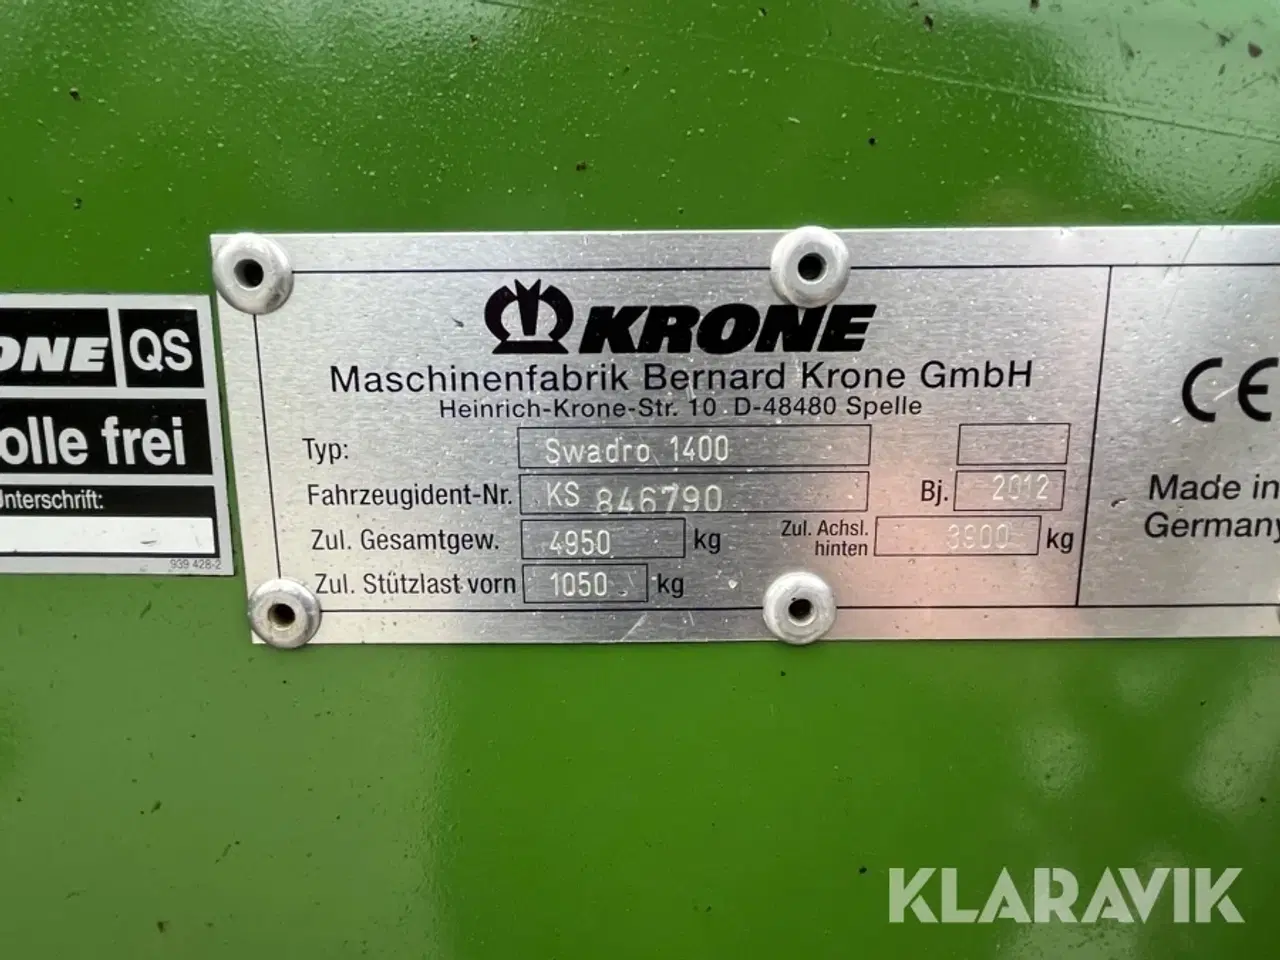 ONE QS
olle frei
Unterschrift:
939 428-2
KRONE
Maschinenfabrik Bernard Krone GmbH
Heinrich-Krone-Str. 10 D-48480 Spelle
Typ: Swadro 1400
Fahrzeugident-Nr. KS 846790 Bj. 2012
Zul. Gesamtgew. 4950 kg Zul. Achsl. hinten 3900 kg
Zul. Stützlast vorn 1050 kg
CE
Made in
Germany
KLARAVIK